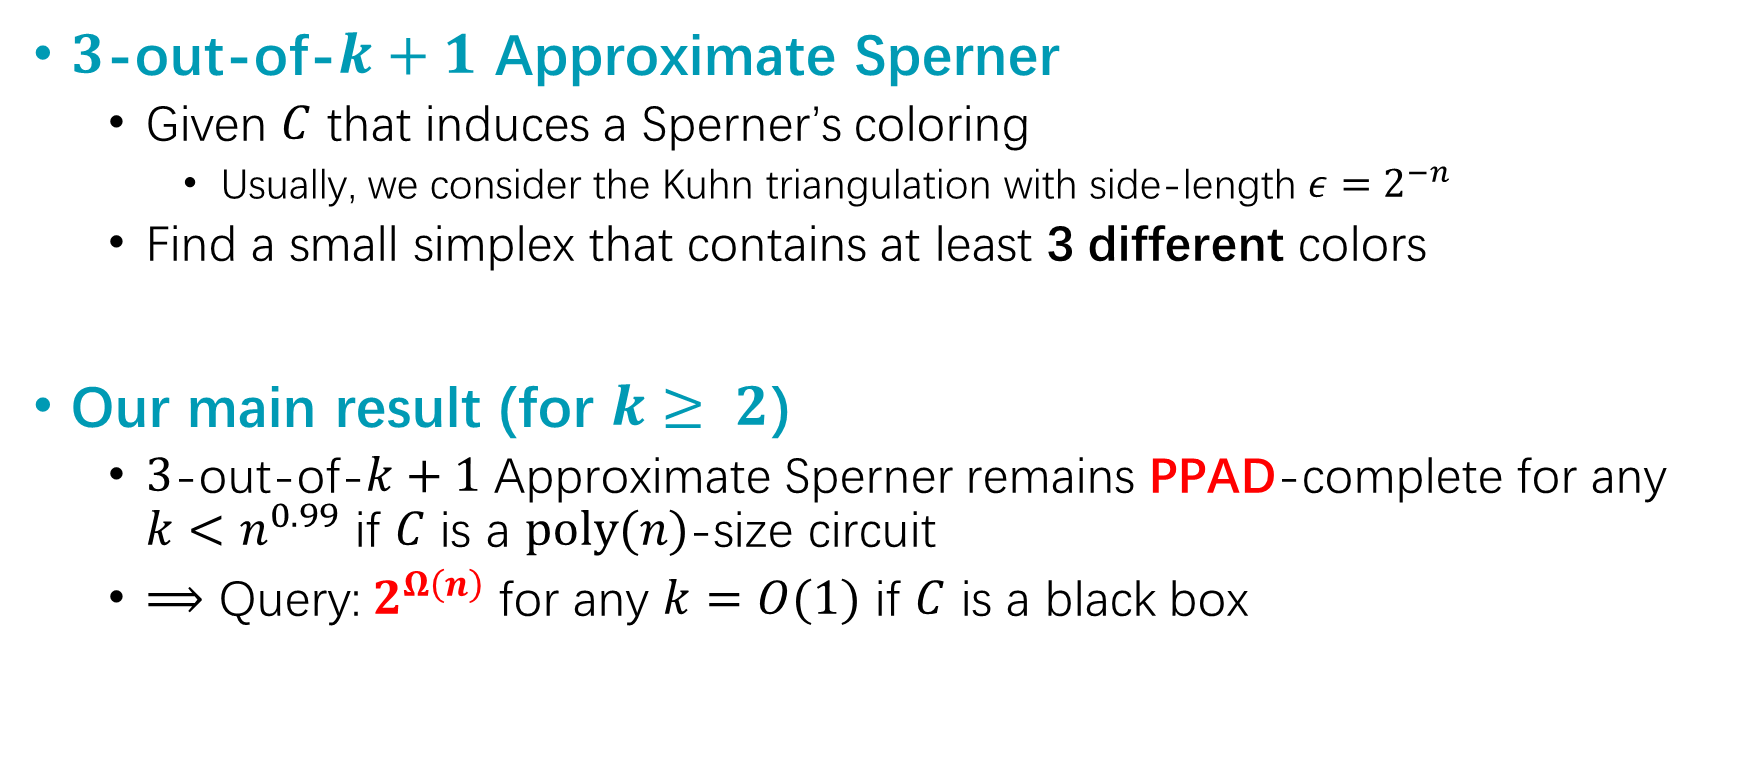 • 3-out-of-k + 1 Approximate Sperner
• Given C that induces a Sperner’s coloring
• Usually, we consider the Kuhn triangulation with side-length ϵ = 2⁻ⁿ
• Find a small simplex that contains at least 3 different colors
• Our main result (for k ≥ 2)
• 3-out-of-k + 1 Approximate Sperner remains PPAD-complete for any
k < n^0.99 if C is a poly(n)-size circuit
• ⟹ Query: 2^Ω(n) for any k = O(1) if C is a black box